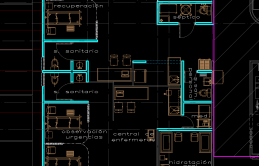 recuperación
séptico
sanitario
sanitario
observación
urgencias
central de
enfermeras
hidratación